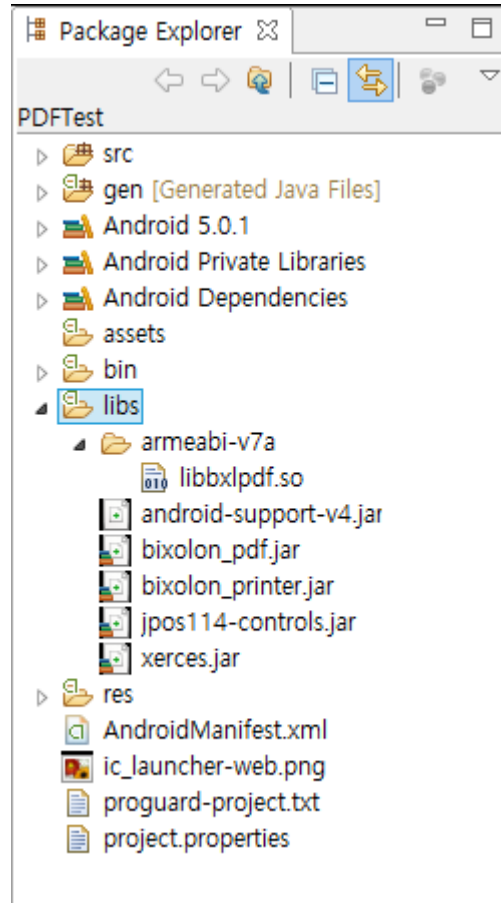 Package Explorer
PDFTest
src
gen [Generated Java Files]
Android 5.0.1
Android Private Libraries
Android Dependencies
assets
bin
libs
armeabi-v7a
010
libbxlpdf.so
android-support-v4.jar
bixolon_pdf.jar
bixolon_printer.jar
jpos114-controls.jar
xerces.jar
res
AndroidManifest.xml
ic_launcher-web.png
proguard-project.txt
project.properties